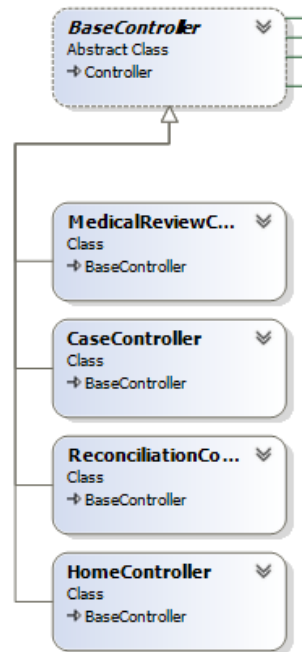 BaseController
Abstract Class
Controller
MedicalReviewC...
Class
BaseController
CaseController
Class
BaseController
ReconciliationCo...
Class
BaseController
HomeController
Class
BaseController